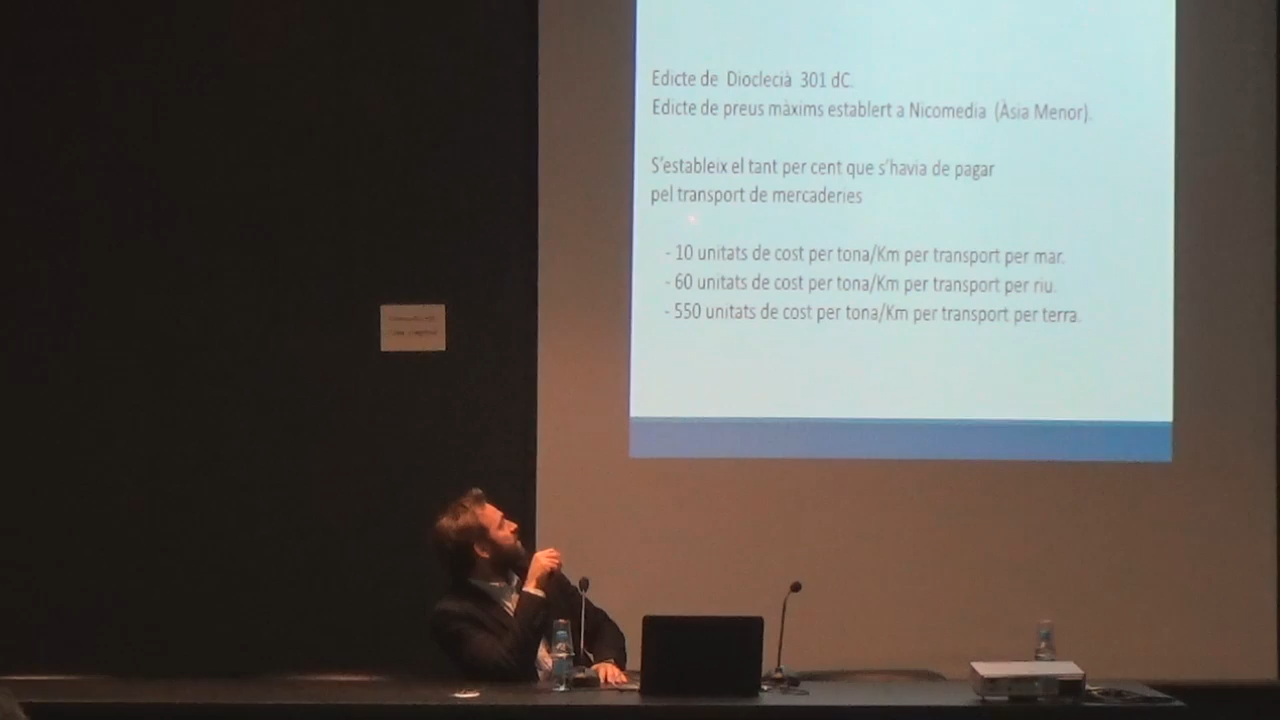 Edicte de Dioclecià 301 dC.
Edicte de preus màxims establert a Nicomedia (Àsia Menor).
S'estableix el tant per cent que s'havia de pagar
pel transport de mercaderies
- 10 unitats de cost per tona/Km per transport per mar.
- 60 unitats de cost per tona/Km per transport per riu.
- 550 unitats de cost per tona/Km per transport per terra.